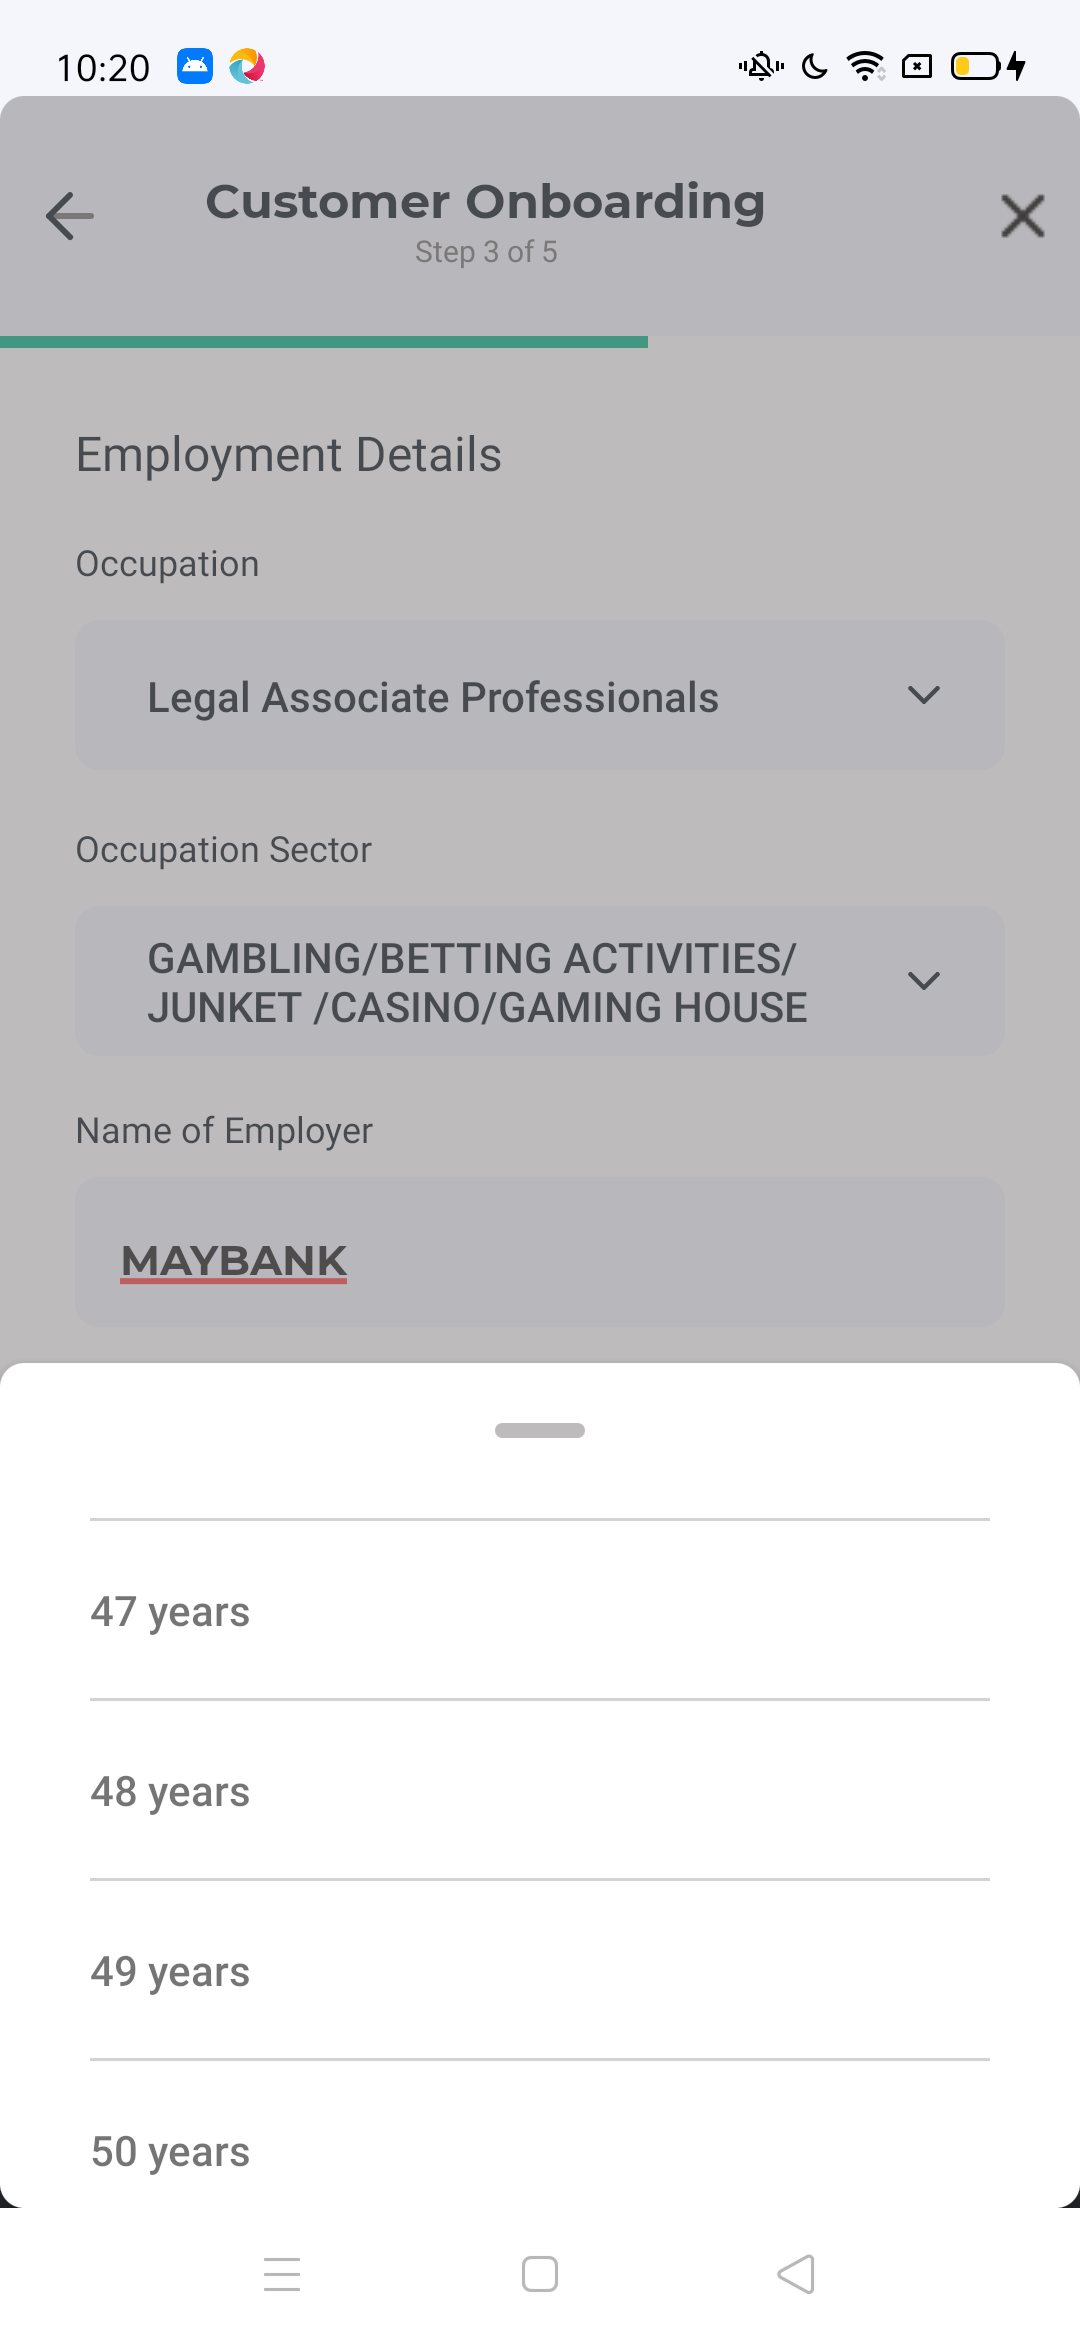 10:20
Customer Onboarding
Step 3 of 5
Employment Details
Occupation
Legal Associate Professionals
Occupation Sector
GAMBLING/BETTING ACTIVITIES/
JUNKET /CASINO/GAMING HOUSE
Name of Employer
MAYBANK
47 years
48 years
49 years
50 years